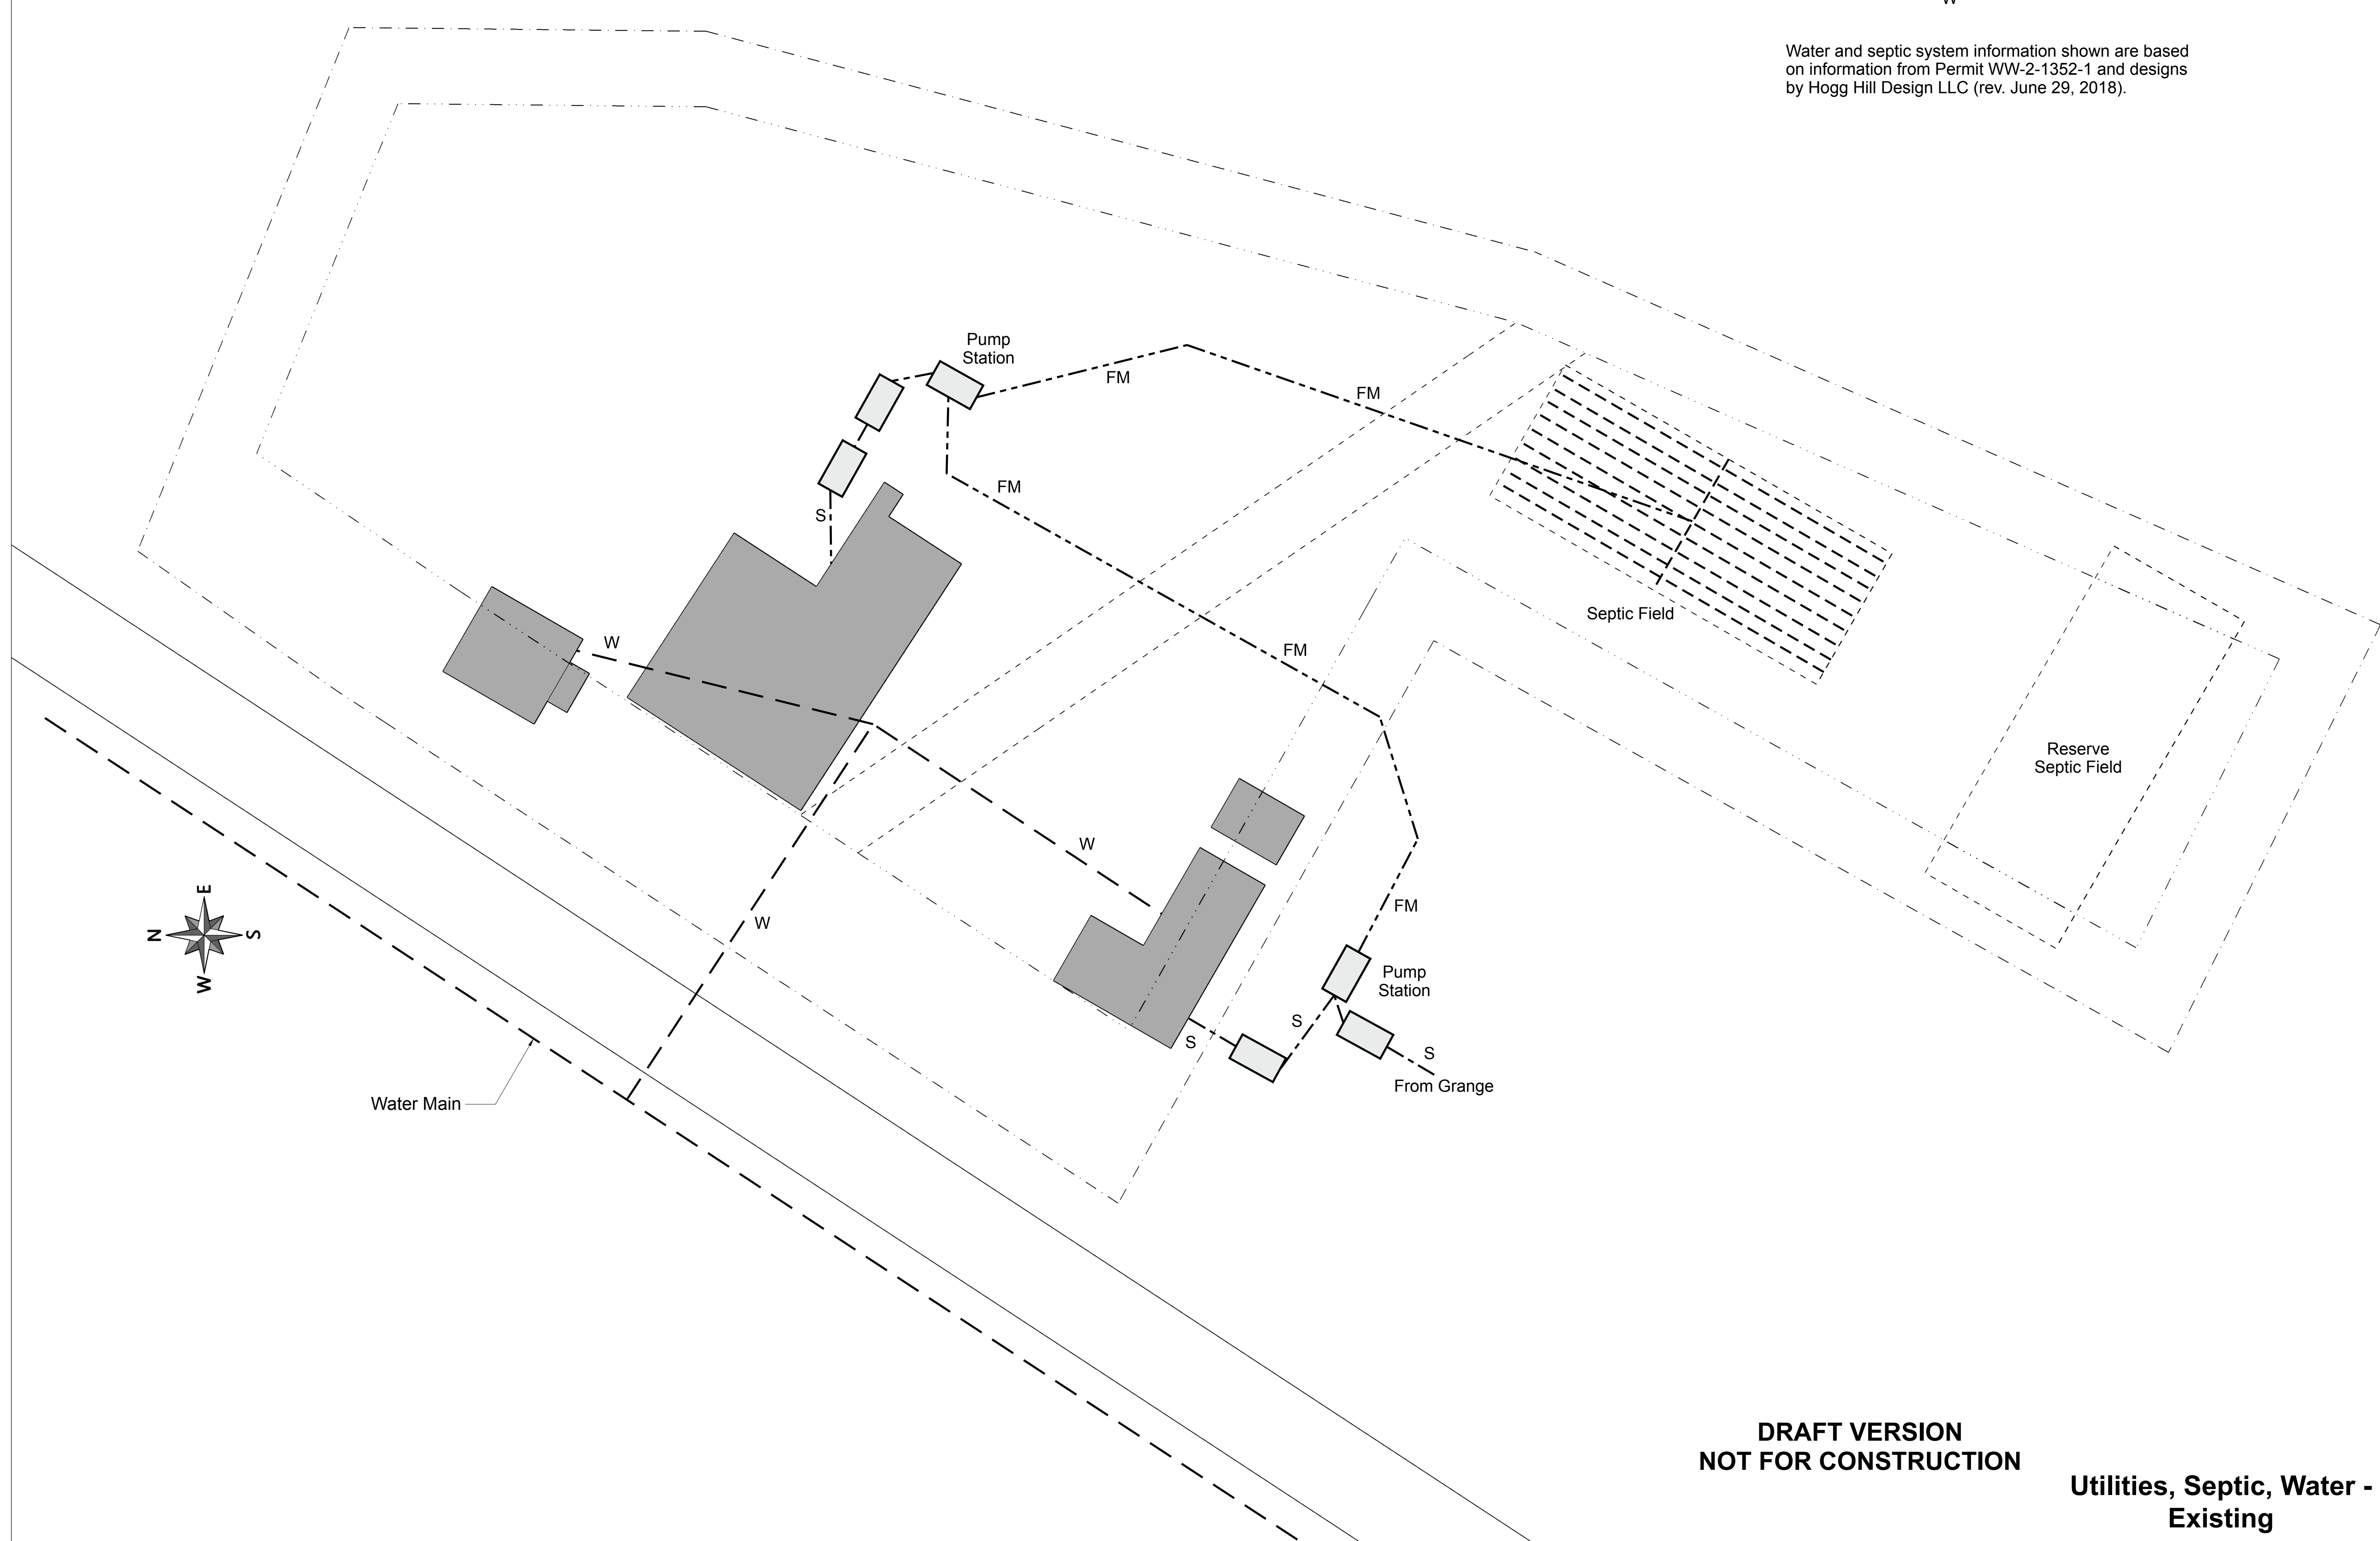 W
Water and septic system information shown are based
on information from Permit WW-2-1352-1 and designs
by Hogg Hill Design LLC (rev. June 29, 2018).
Pump
Station
FM
FM
FM
S
Septic Field
W
FM
Reserve
Septic Field
W
E
N
S
W
W
FM
Pump
Station
S
S
S
From Grange
Water Main
DRAFT VERSION
NOT FOR CONSTRUCTION
Utilities, Septic, Water -
Existing